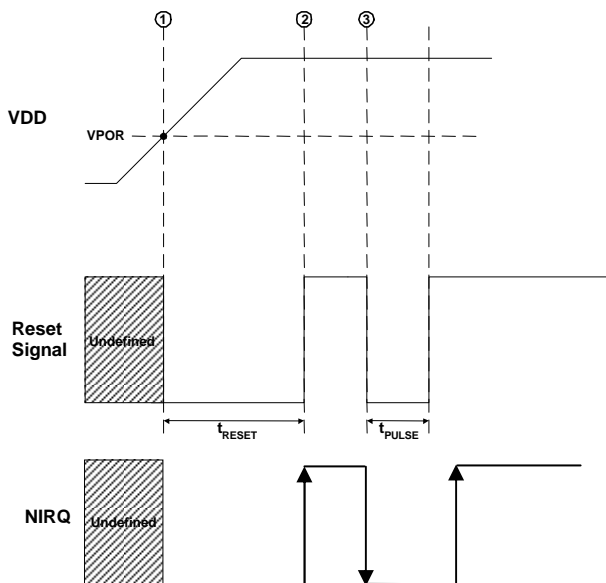 1 2 3
VDD
VPOR
Reset
Signal
Undefined
tRESET
tPULSE
NIRQ
Undefined